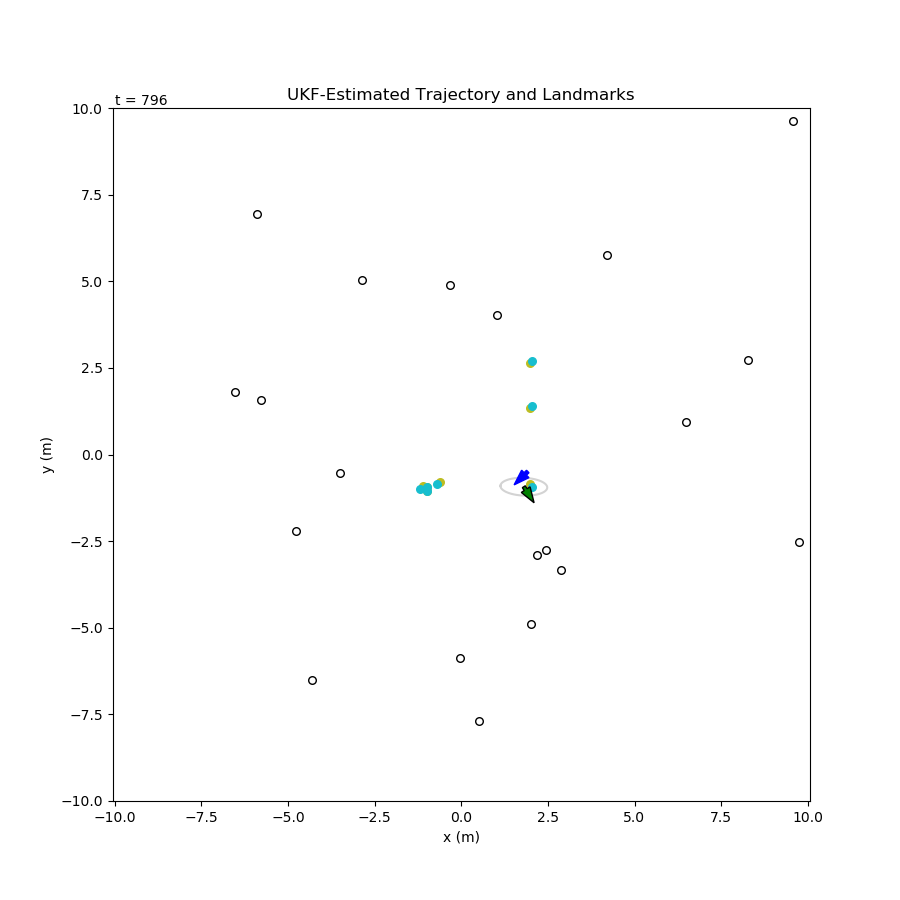 UKF-Estimated Trajectory and Landmarks
t = 796
10.0
7.5
5.0
2.5
0.0
−2.5
−5.0
−7.5
−10.0
y (m)
−10.0 −7.5 −5.0 −2.5 0.0 2.5 5.0 7.5 10.0
x (m)